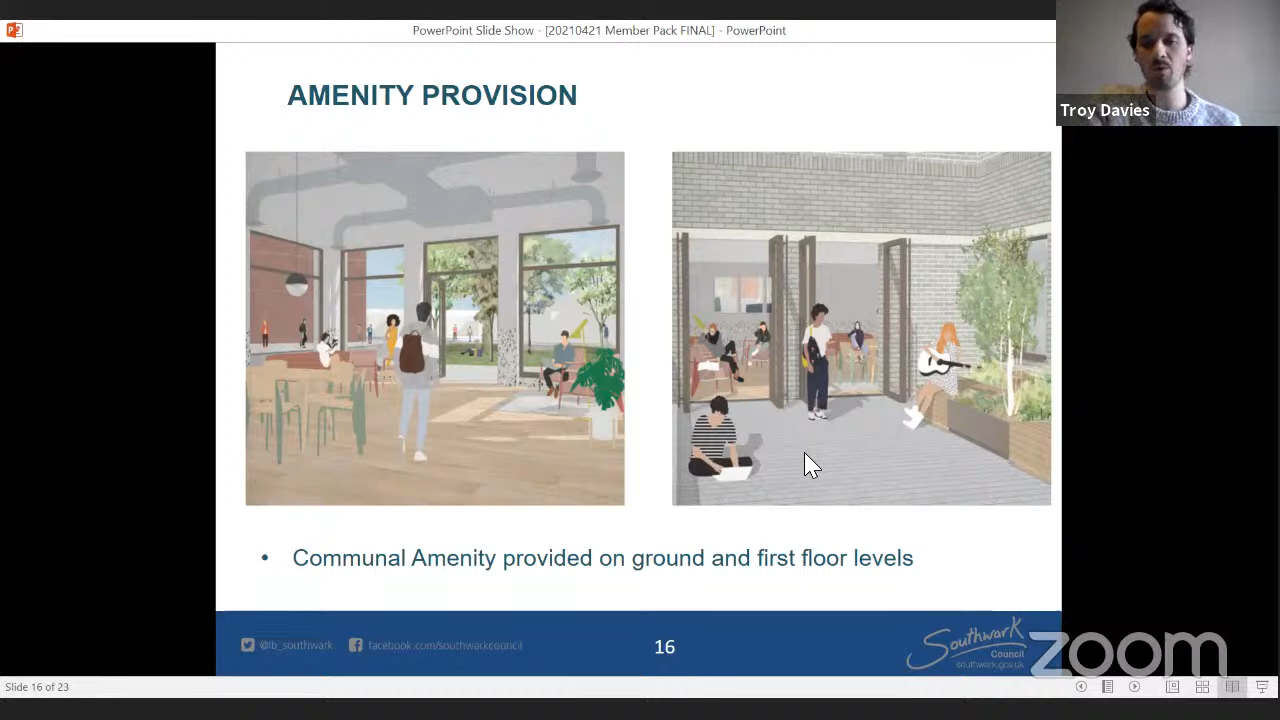 PowerPoint Slide Show - [20210421 Member Pack FINAL] - PowerPoint
Troy Davies
AMENITY PROVISION
• Communal Amenity provided on ground and first floor levels
@lb_southwark
facebook.com/southwarkcouncil
16
Southwark
Council
southwark.gov.uk
zoom
Slide 16 of 23